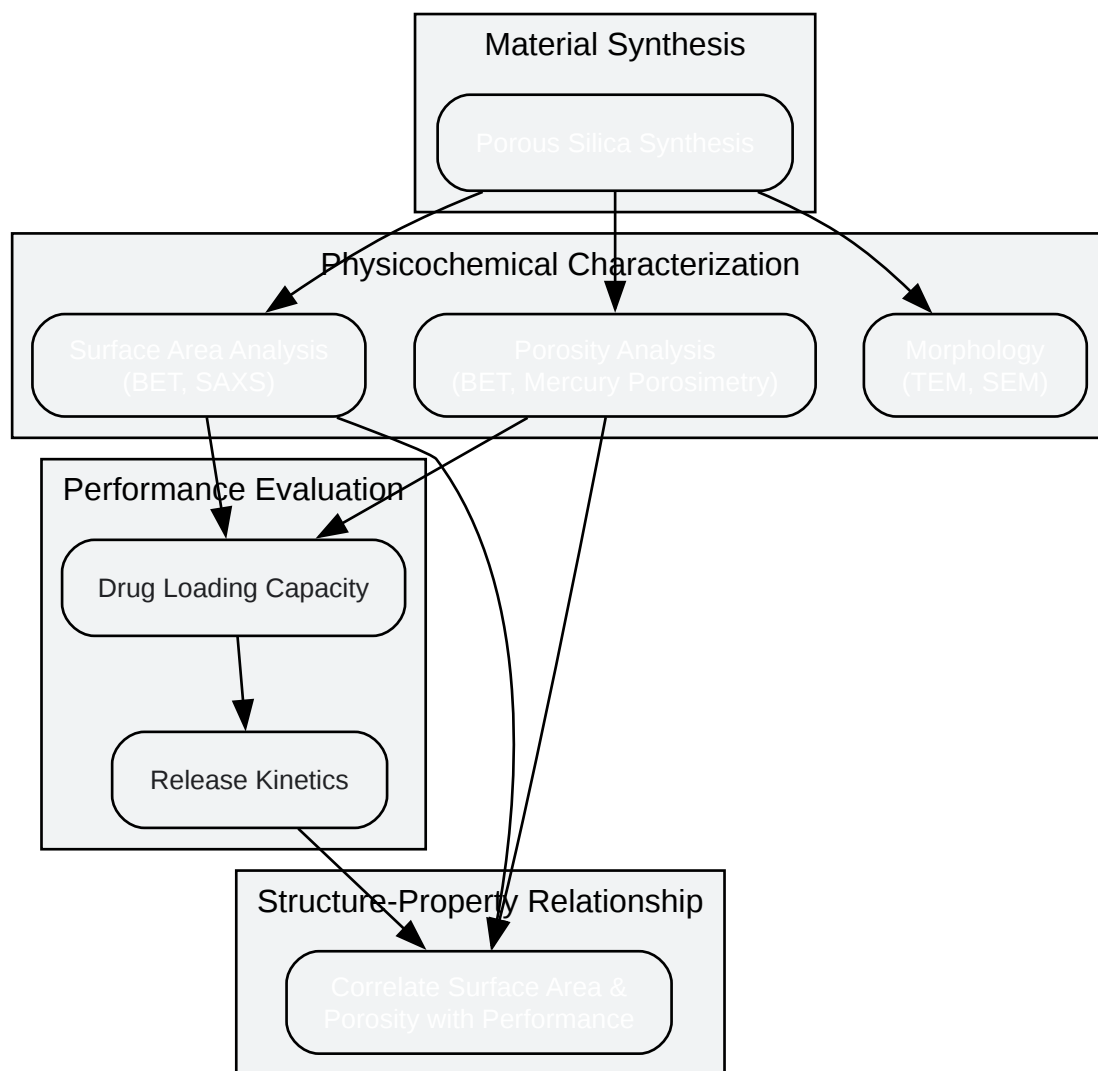 Material Synthesis
Porous Silica Synthesis
Physicochemical Characterization
Surface Area Analysis
(BET, SAXS)
Porosity Analysis
(BET, Mercury Porosimetry)
Morphology
(TEM, SEM)
Performance Evaluation
Drug Loading Capacity
Release Kinetics
Structure-Property Relationship
Correlate Surface Area &
Porosity with Performance